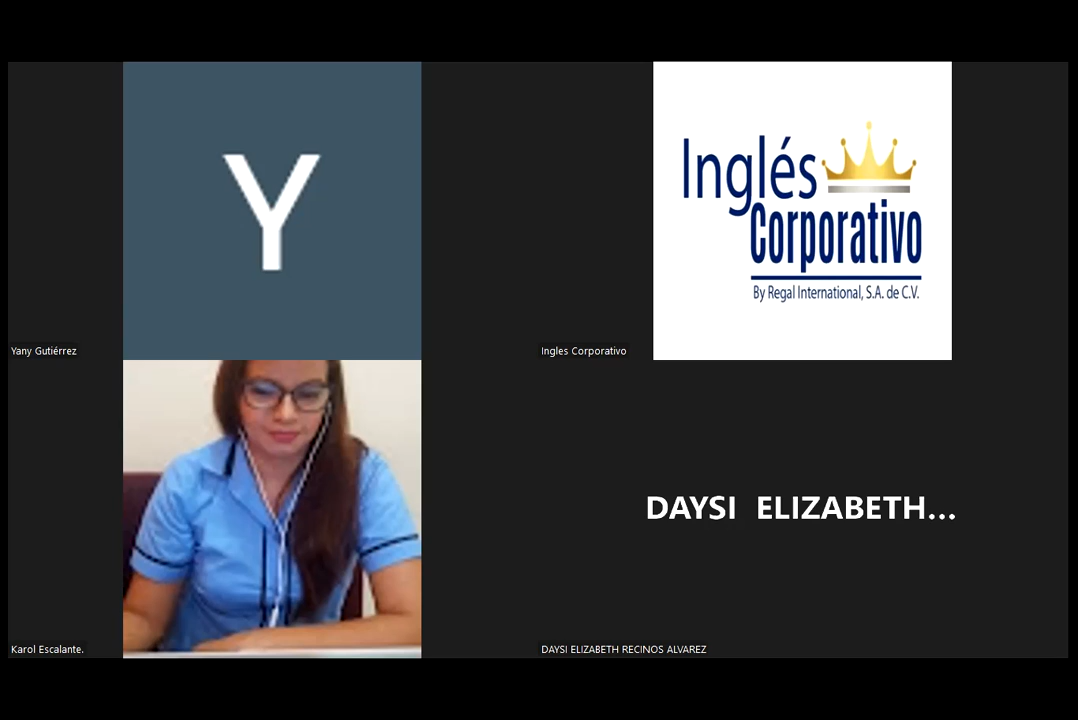 Y
Yany Gutiérrez
Inglés
Corporativo
By Regal International, S.A. de C.V.
Ingles Corporativo
Karol Escalante.
DAYSI ELIZABETH...
DAYSI ELIZABETH RECINOS ALVAREZ